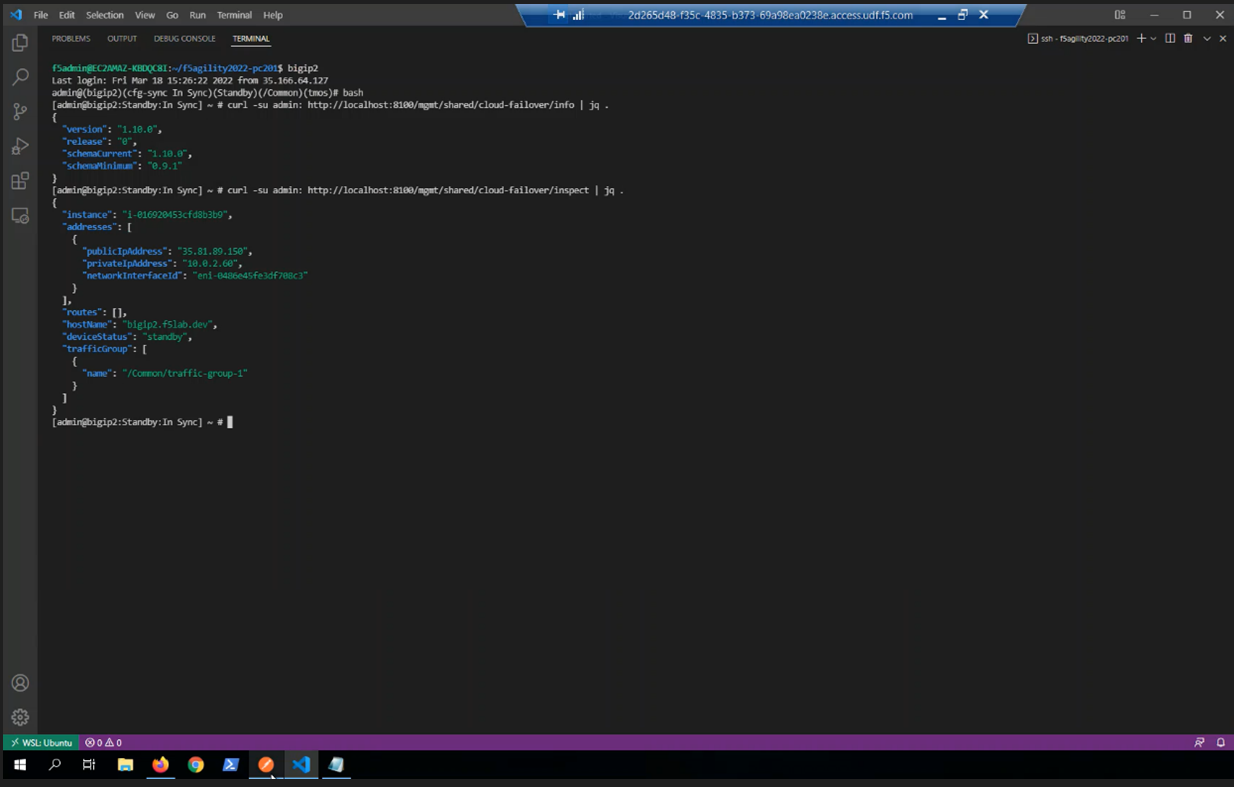 File Edit Selection View Go Run Terminal Help
2d265d48-f35c-4835-b373-69a98ea0238e.access.udf.f5.com
PROBLEMS OUTPUT DEBUG CONSOLE TERMINAL
ssh - f5agility2022-pc201
f5admin@EC2AMAZ-KBDQC8I:~/f5agility2022-pc201$ bigip2
Last login: Fri Mar 18 15:26:22 2022 from 35.166.64.127
admin@(bigip2)(cfg-sync In Sync)(Standby)(/Common)(tmos)# bash
[admin@bigip2:Standby:In Sync] ~ # curl -su admin: http://localhost:8100/mgmt/shared/cloud-failover/info | jq .
{
"version": "1.10.0",
"release": "0",
"schemaCurrent": "1.10.0",
"schemaMinimum": "0.9.1"
}
[admin@bigip2:Standby:In Sync] ~ # curl -su admin: http://localhost:8100/mgmt/shared/cloud-failover/inspect | jq .
{
"instance": "i-016920453cfd8b3b9",
"addresses": [
{
"publicIpAddress": "35.81.89.150",
"privateIpAddress": "10.0.2.60",
"networkInterfaceId": "eni-0486e45fe3df708c3"
}
],
"routes": [],
"hostName": "bigip2.f5lab.dev",
"deviceStatus": "standby",
"trafficGroup": [
{
"name": "/Common/traffic-group-1"
}
]
}
[admin@bigip2:Standby:In Sync] ~ #
WSL: Ubuntu 0 0